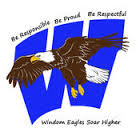 Be Responsible Be Proud Be Respectful
W
Windom Eagles Soar Higher